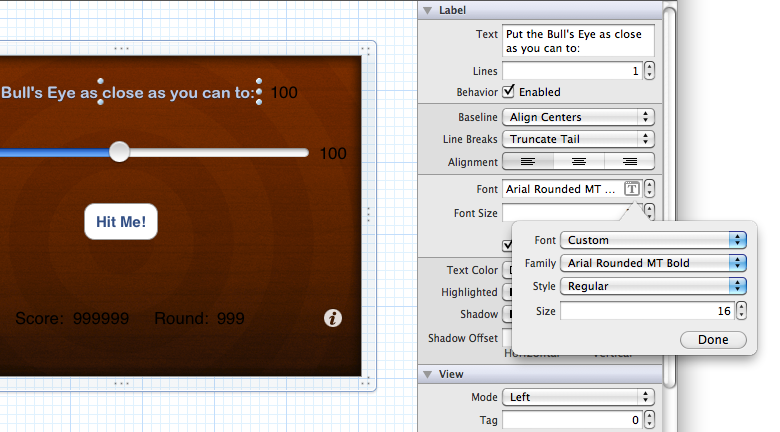 Label
Text Put the Bull's Eye as close
as you can to:
Lines 1
Behavior Enabled
Bull's Eye as close as you can to: 100
Baseline Align Centers
Line Breaks Truncate Tail
100
Alignment
Font Arial Rounded MT ...
Hit Me!
Font Size
Font Custom
Family Arial Rounded MT Bold
Text Color
Style Regular
Highlighted
Size 16
Score: 999999 Round: 999
Shadow
Shadow Offset
Done
Horizontal Vertical
View
Mode Left
Tag 0